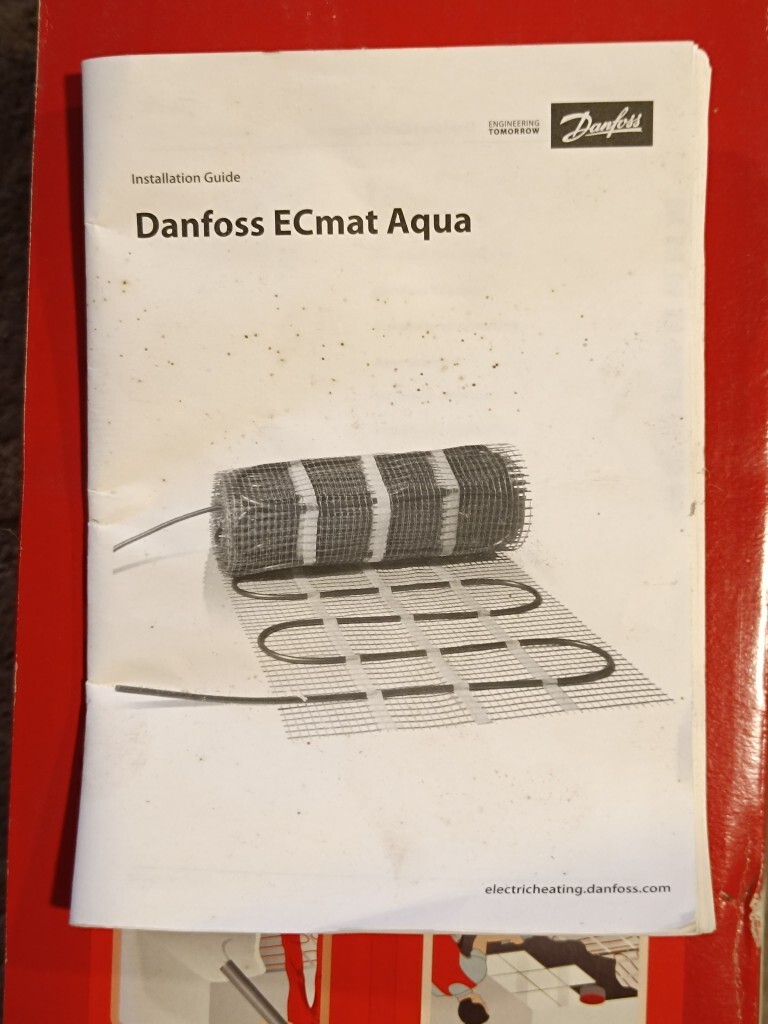 ENGINEERING
TOMORROW
Danfoss
Installation Guide
Danfoss ECmat Aqua
electricheating.danfoss.com